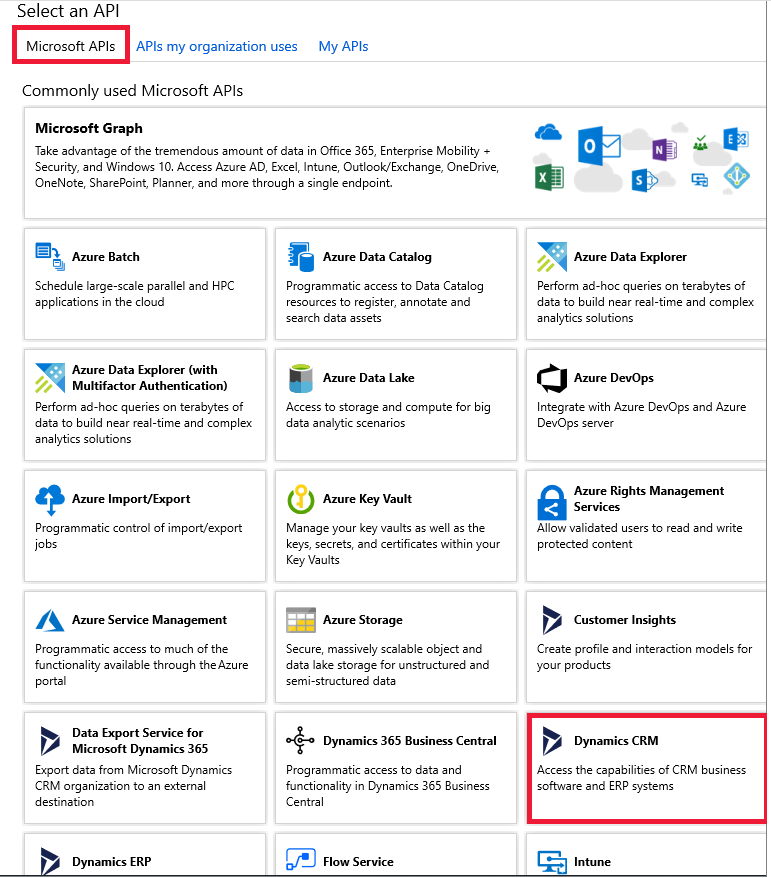 Select an API
Microsoft APIs
APIs my organization uses
My APIs
Commonly used Microsoft APIs
Microsoft Graph
Take advantage of the tremendous amount of data in Office 365, Enterprise Mobility +
Security, and Windows 10. Access Azure AD, Excel, Intune, Outlook/Exchange, OneDrive,
OneNote, SharePoint, Planner, and more through a single endpoint.
Azure Batch
Schedule large-scale parallel and HPC
applications in the cloud
Azure Data Catalog
Programmatic access to Data Catalog
resources to register, annotate and
search data assets
Azure Data Explorer
Perform ad-hoc queries on terabytes of
data to build near real-time and complex
analytics solutions
Azure Data Explorer (with
Multifactor Authentication)
Perform ad-hoc queries on terabytes of
data to build near real-time and complex
analytics solutions
Azure Data Lake
Access to storage and compute for big
data analytic scenarios
Azure DevOps
Integrate with Azure DevOps and Azure
DevOps server
Azure Import/Export
Programmatic control of import/export
jobs
Azure Key Vault
Manage your key vaults as well as the
keys, secrets, and certificates within your
Key Vaults
Azure Rights Management
Services
Allow validated users to read and write
protected content
Azure Service Management
Programmatic access to much of the
functionality available through the Azure
portal
Azure Storage
Secure, massively scalable object and
data lake storage for unstructured and
semi-structured data
Customer Insights
Create profile and interaction models for
your products
Data Export Service for
Microsoft Dynamics 365
Export data from Microsoft Dynamics
CRM organization to an external
destination
Dynamics 365 Business Central
Programmatic access to data and
functionality in Dynamics 365 Business
Central
Dynamics CRM
Access the capabilities of CRM business
software and ERP systems
Dynamics ERP
Flow Service
Intune